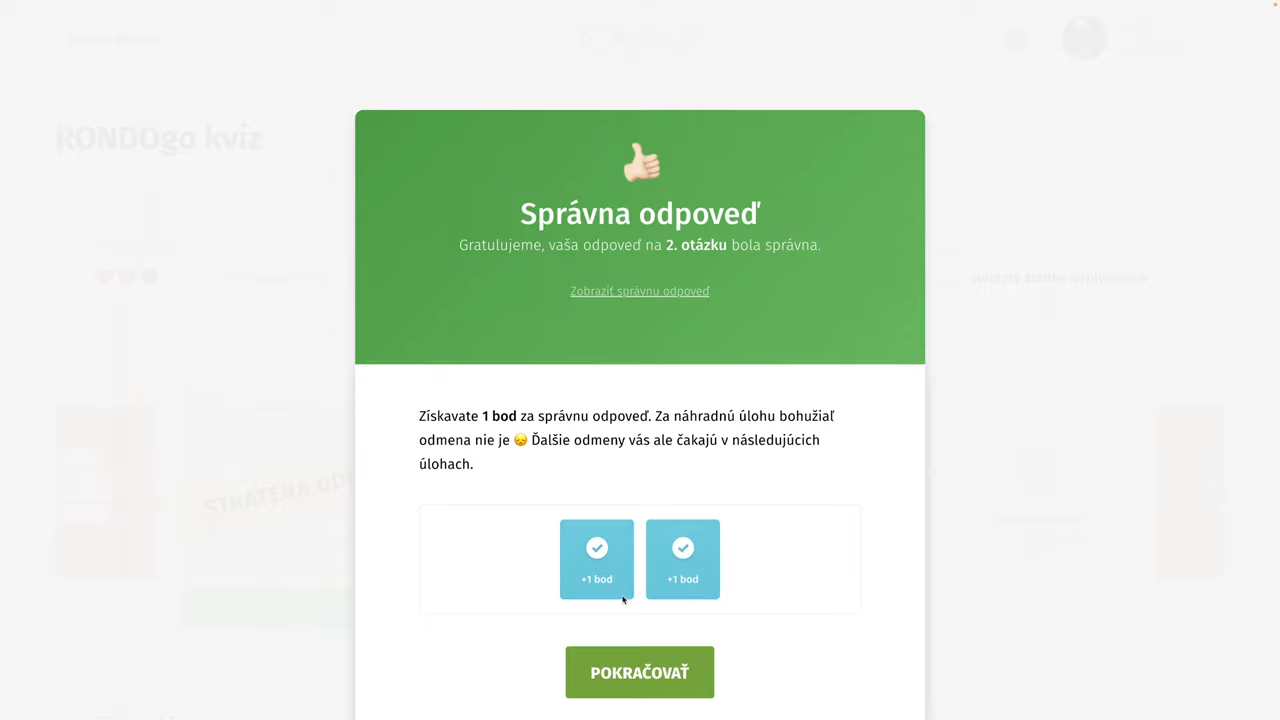 RONDOgo kvíz
Správna odpoveď
Gratulujeme, vaša odpoveď na 2. otázku bola správna.
Zobraziť správnu odpoveď
Získavate 1 bod za správnu odpoveď. Za náhradnú úlohu bohužiaľ
odmena nie je 😞 Ďalšie odmeny vás ale čakajú v následujúcich
úlohach.
+1 bod
+1 bod
POKRAČOVAŤ